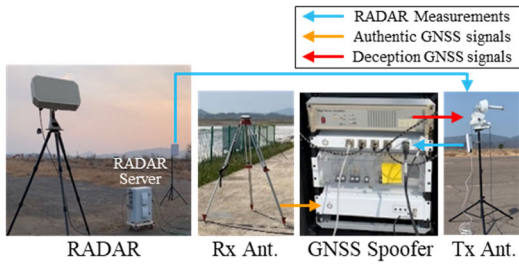 RADAR Measurements
Authentic GNSS signals
Deception GNSS signals
RADAR
Server
RADAR
Rx Ant.
GNSS Spoofer
Tx Ant.